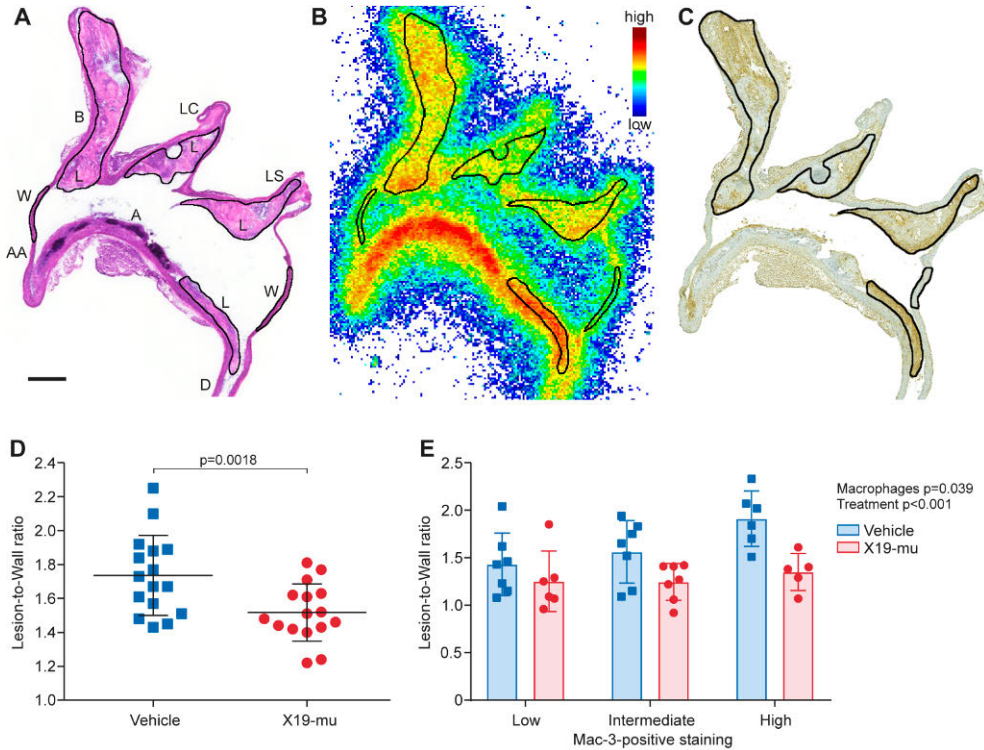 A
B
C
LC
B
L
L
LS
W
L
A
AA
L
W
D
high
low
D
p=0.0018
Lesion-to-Wall ratio
2.4
2.2
2.0
1.8
1.6
1.4
1.2
1.0
Vehicle
X19-mu
E
Lesion-to-Wall ratio
2.5
2.0
1.5
1.0
0.5
0
Low
Intermediate
High
Mac-3-positive staining
Macrophages p=0.039
Treatment p<0.001
Vehicle
X19-mu